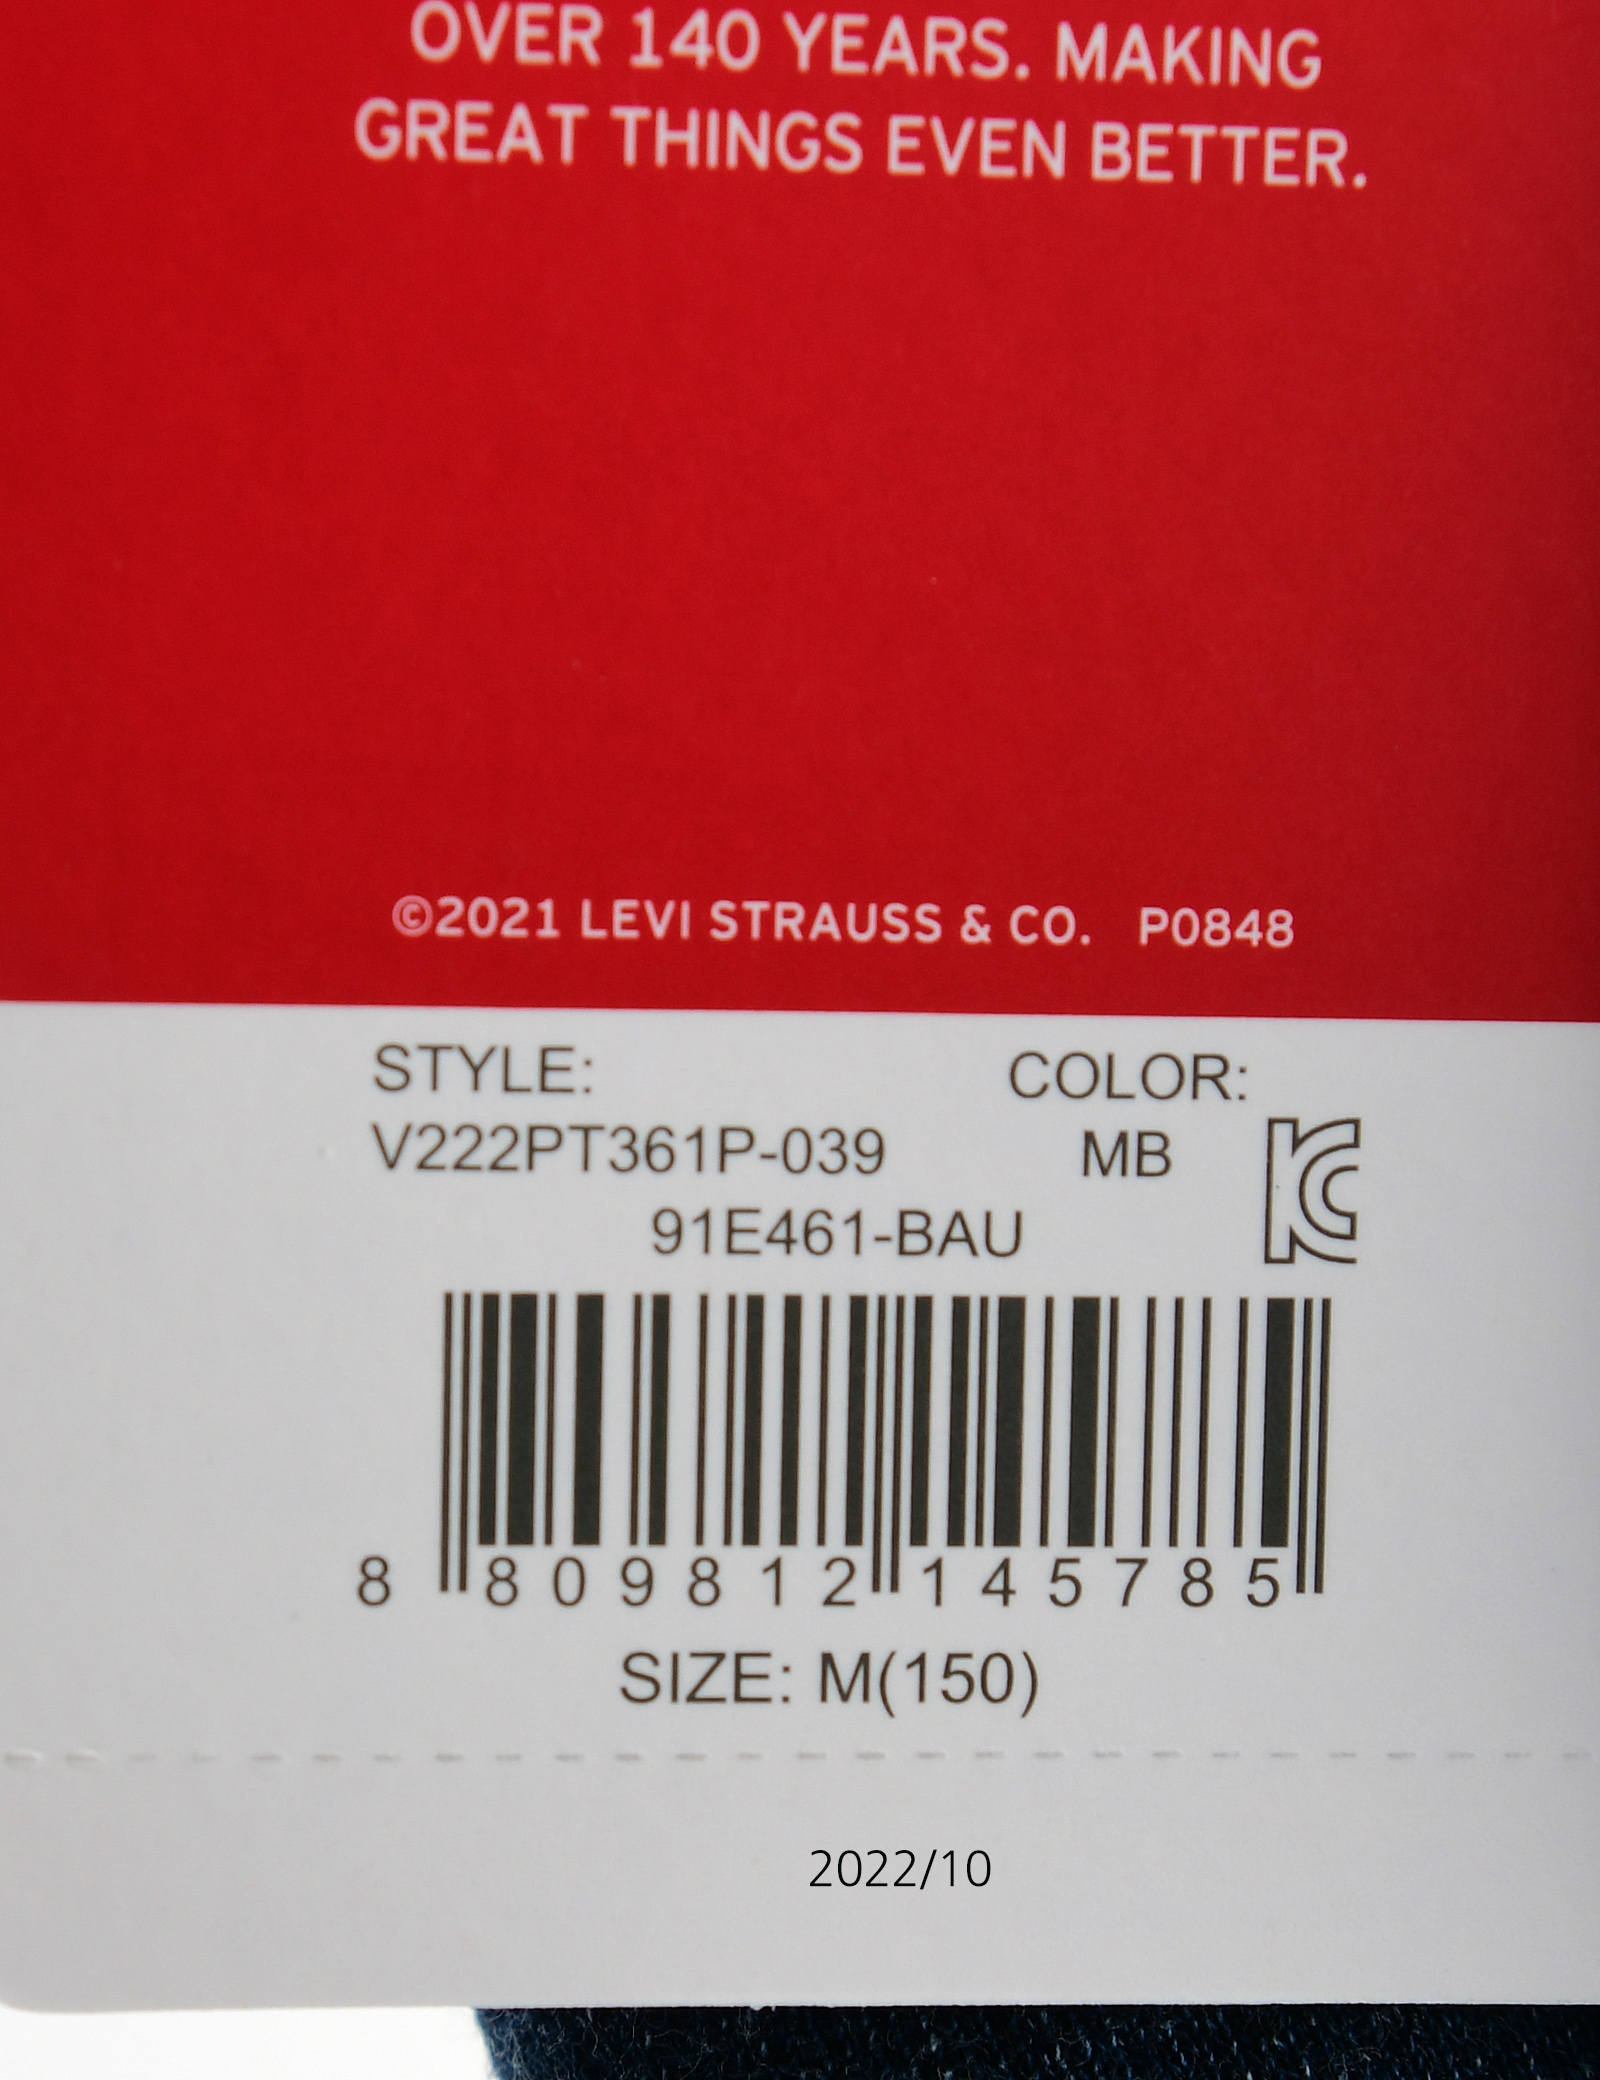 OVER 140 YEARS. MAKING
GREAT THINGS EVEN BETTER.
©2021 LEVI STRAUSS & CO. P0848
STYLE: COLOR:
V222PT361P-039 MB
91E461-BAU
8 809812 145785
SIZE: M(150)
2022/10